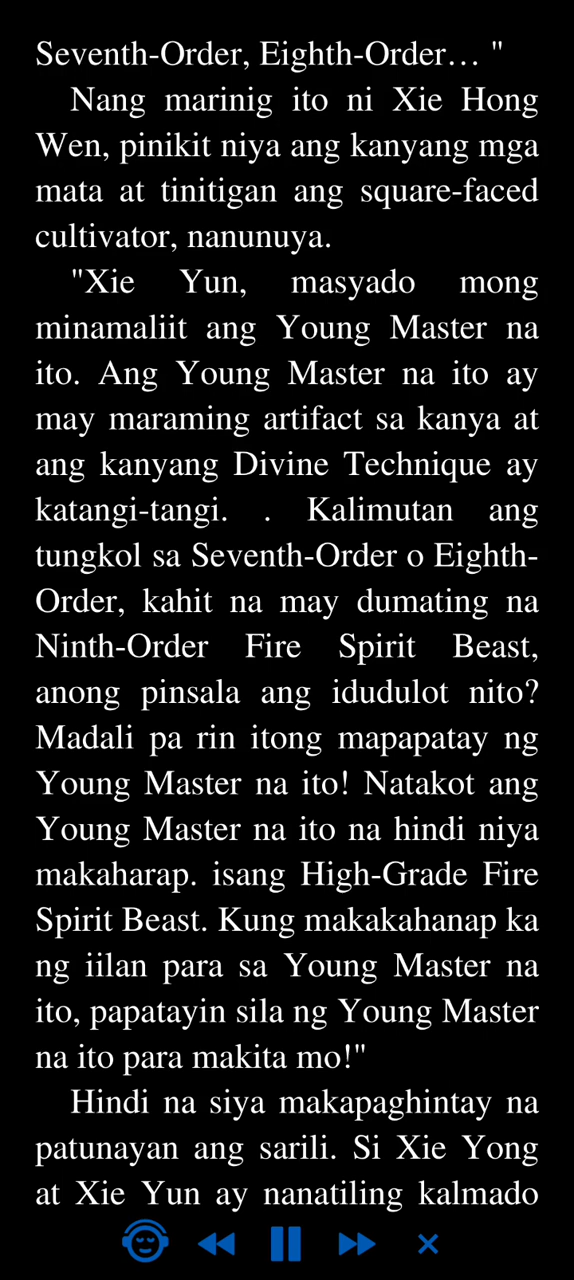 Seventh-Order, Eighth-Order… "
Nang marinig ito ni Xie Hong
Wen, pinikit niya ang kanyang mga
mata at tinitigan ang square-faced
cultivator, nanunuya.
"Xie Yun, masyado mong
minamaliit ang Young Master na
ito. Ang Young Master na ito ay
may maraming artifact sa kanya at
ang kanyang Divine Technique ay
katangi-tangi. . Kalimutan ang
tungkol sa Seventh-Order o Eighth-
Order, kahit na may dumating na
Ninth-Order Fire Spirit Beast,
anong pinsala ang idudulot nito?
Madali pa rin itong mapapatay ng
Young Master na ito! Natakot ang
Young Master na ito na hindi niya
makaharap. isang High-Grade Fire
Spirit Beast. Kung makakahanap ka
ng iilan para sa Young Master na
ito, papatayin sila ng Young Master
na ito para makita mo!"
Hindi na siya makapaghintay na
patunayan ang sarili. Si Xie Yong
at Xie Yun ay nanatiling kalmado